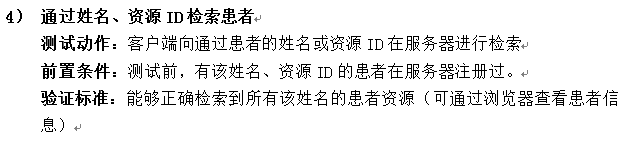 4） 通过姓名、资源 ID 检索患者
测试动作：客户端向通过患者的姓名或资源 ID 在服务器进行检索
前置条件：测试前，有该姓名、资源 ID 的患者在服务器注册过。
验证标准：能够正确检索到所有该姓名的患者资源（可通过浏览器查看患者信
息）